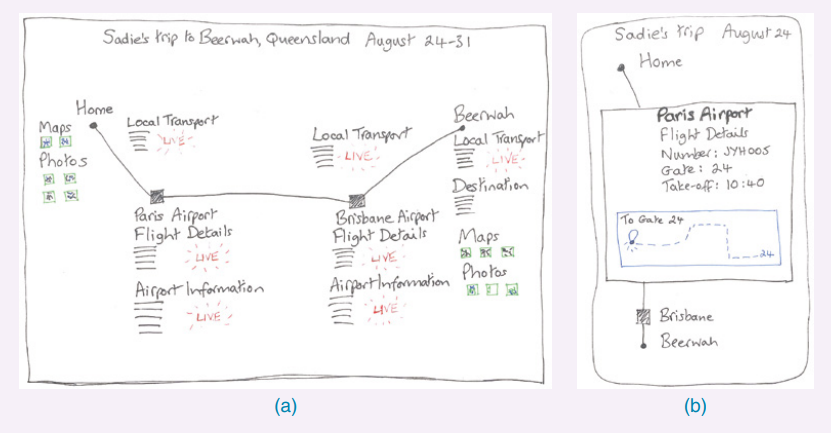 Sadie's trip to Beerwah, Queensland August 24-31
Home
Maps
Photos
Local Transport
LIVE
Paris Airport
Flight Details
LIVE
Airport Information
LIVE
Local Transport
LIVE
Brisbane Airport
Flight Details
LIVE
Airport Information
LIVE
Beerwah
Local Transport
LIVE
Destination
Maps
Photos
(a)
Sadie's trip August 24
Home
Paris Airport
Flight Details
Number: JYH005
Gate: 24
Take-off: 10:40
To Gate 24
24
Brisbane
Beerwah
(b)